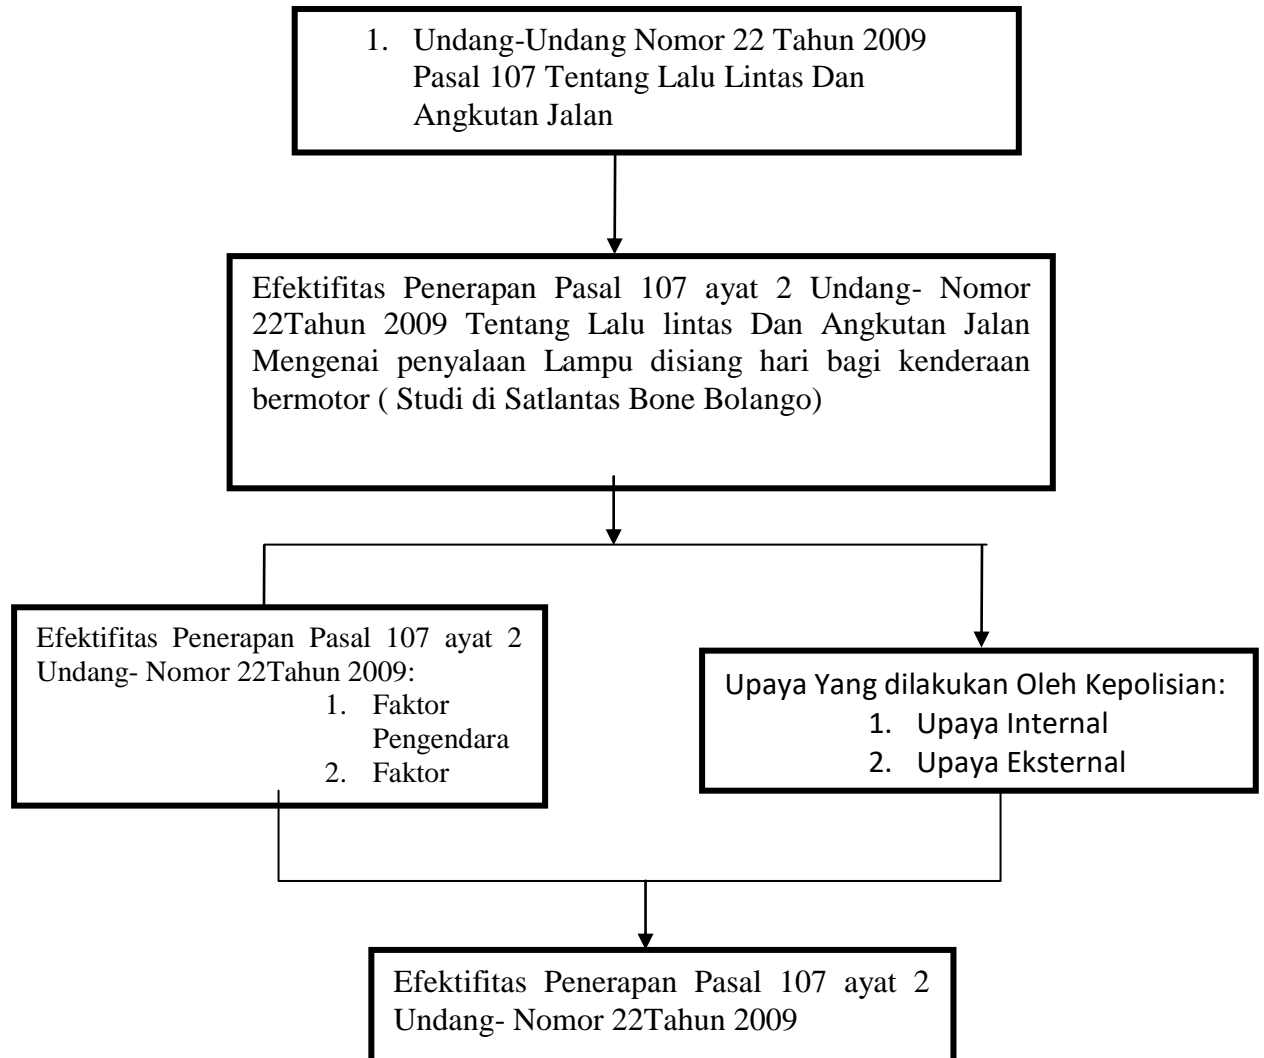 1. Undang-Undang Nomor 22 Tahun 2009
Pasal 107 Tentang Lalu Lintas Dan
Angkutan Jalan
Efektifitas Penerapan Pasal 107 ayat 2 Undang- Nomor
22Tahun 2009 Tentang Lalu lintas Dan Angkutan Jalan
Mengenai penyalaan Lampu disiang hari bagi kenderaan
bermotor ( Studi di Satlantas Bone Bolango)
Efektifitas Penerapan Pasal 107 ayat 2
Undang- Nomor 22Tahun 2009:
1. Faktor
Pengendara
2. Faktor
Upaya Yang dilakukan Oleh Kepolisian:
1. Upaya Internal
2. Upaya Eksternal
Efektifitas Penerapan Pasal 107 ayat 2
Undang- Nomor 22Tahun 2009